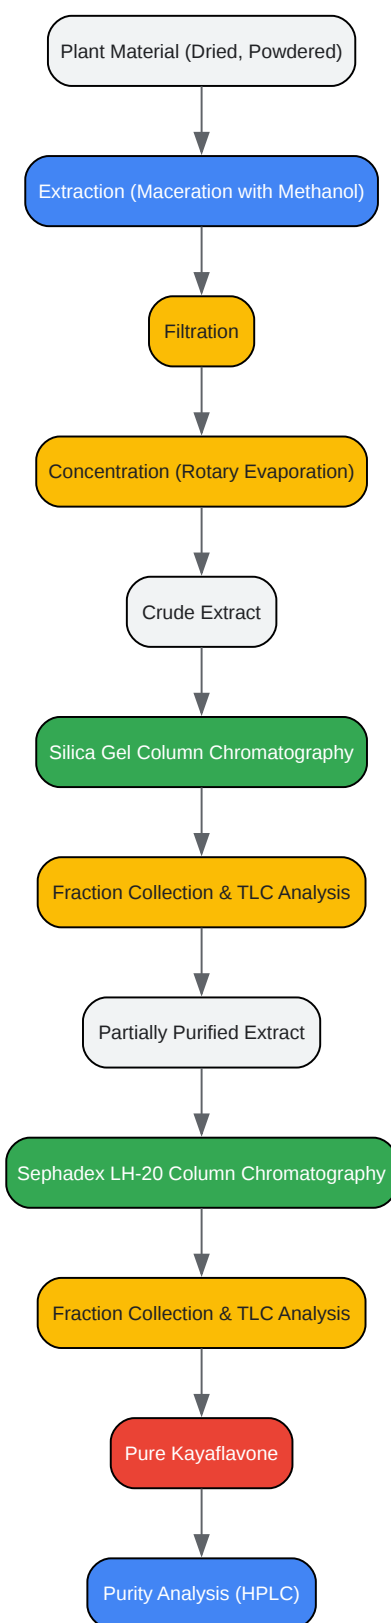 Plant Material (Dried, Powdered)
Extraction (Maceration with Methanol)
Filtration
Concentration (Rotary Evaporation)
Crude Extract
Silica Gel Column Chromatography
Fraction Collection & TLC Analysis
Partially Purified Extract
Sephadex LH-20 Column Chromatography
Fraction Collection & TLC Analysis
Pure Kayaflavone
Purity Analysis (HPLC)